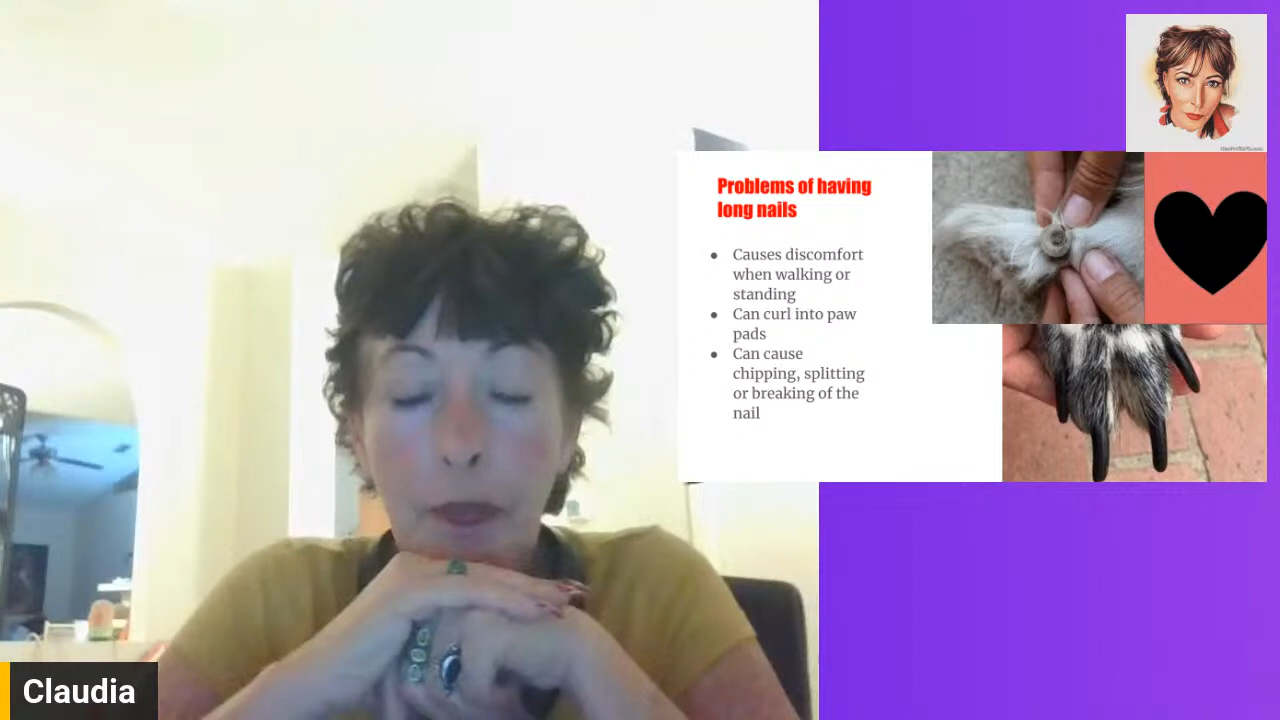 Problems of having
long nails
● Causes discomfort
when walking or
standing
● Can curl into paw
pads
● Can cause
chipping, splitting
or breaking of the
nail
Claudia